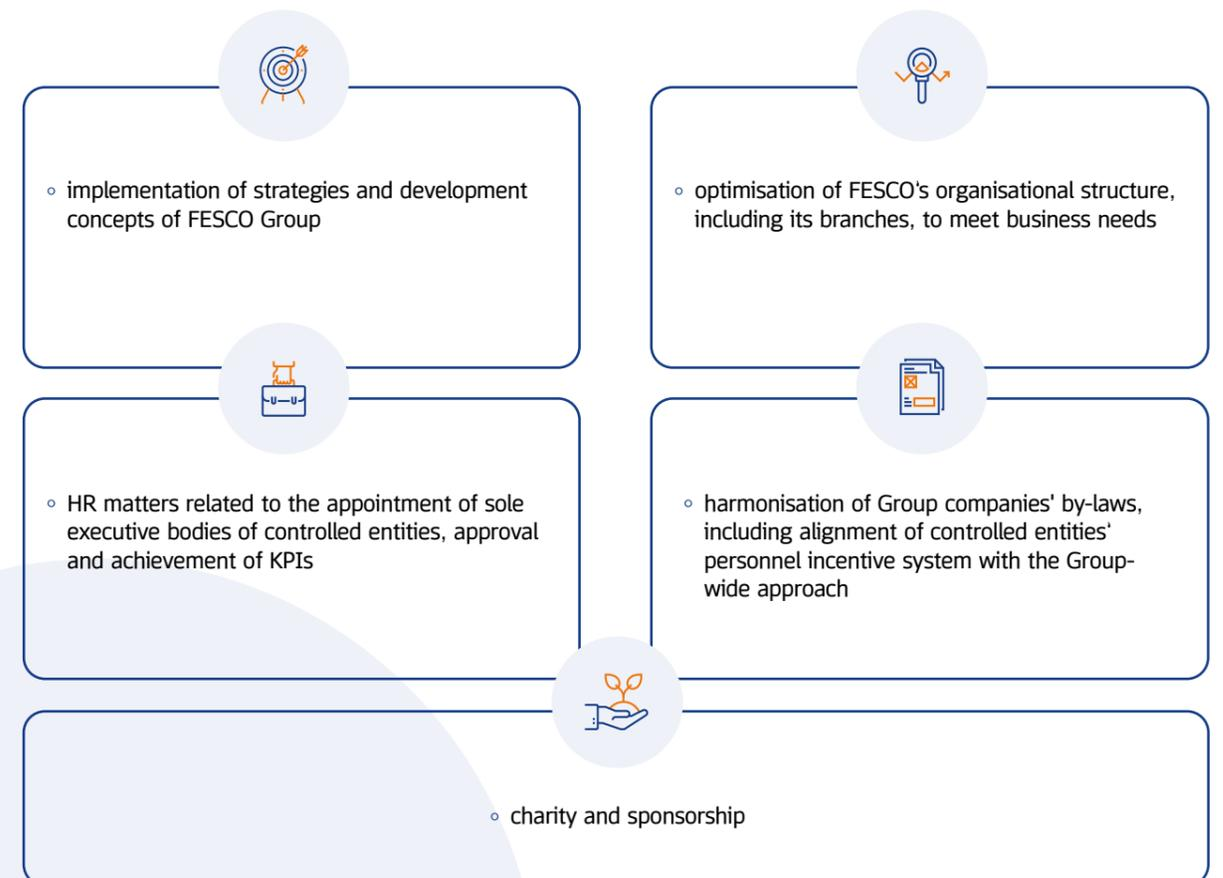 implementation of strategies and development
concepts of FESCO Group
optimisation of FESCO‘s organisational structure,
including its branches, to meet business needs
HR matters related to the appointment of sole
executive bodies of controlled entities, approval
and achievement of KPIs
harmonisation of Group companies' by-laws,
including alignment of controlled entities‘
personnel incentive system with the Group-
wide approach
charity and sponsorship